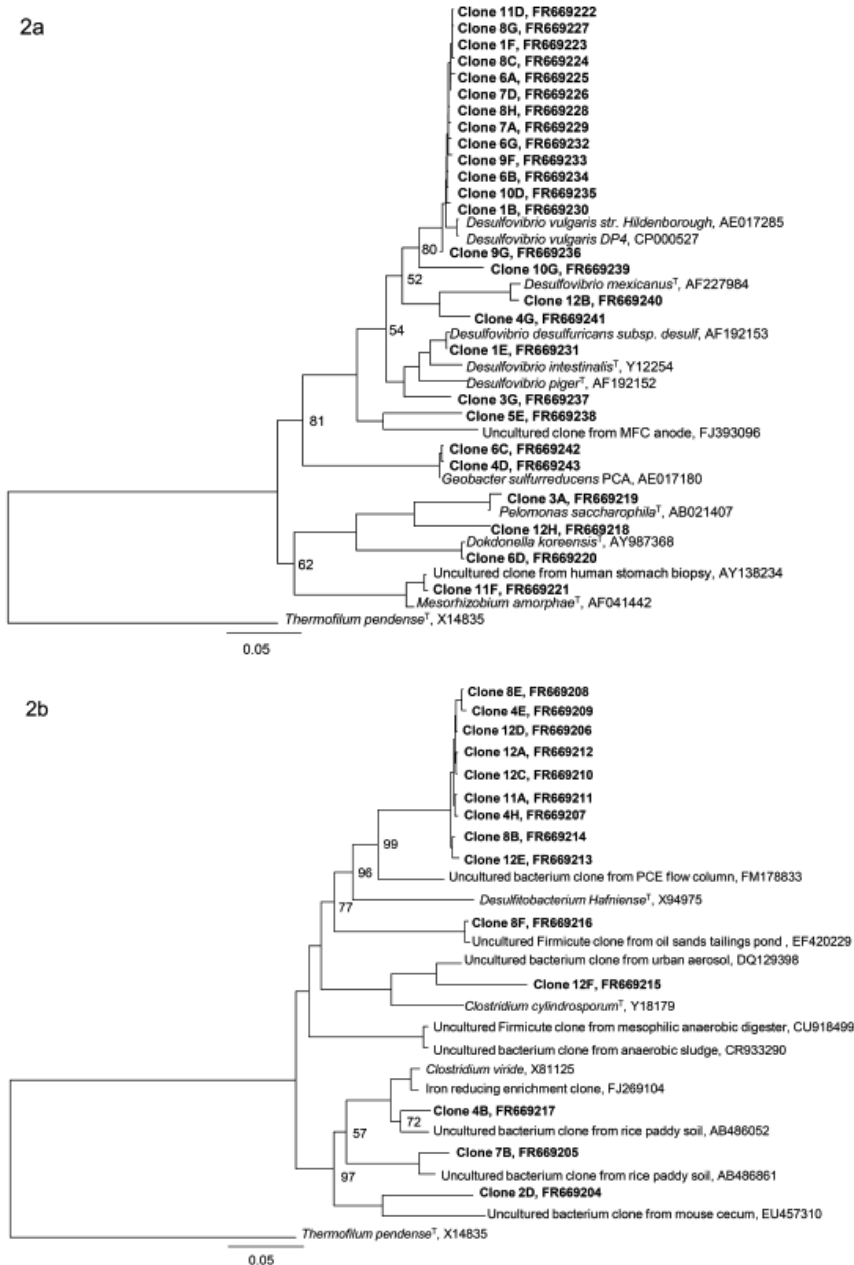 2a
Clone 11D, FR669222
Clone 8G, FR669227
Clone 1F, FR669223
Clone 8C, FR669224
Clone 6A, FR669225
Clone 7D, FR669226
Clone 8H, FR669228
Clone 7A, FR669229
Clone 6G, FR669232
Clone 9F, FR669233
Clone 6B, FR669234
Clone 10D, FR669235
Clone 1B, FR669230
Desulfovibrio vulgaris str. Hildenborough, AE017285
Desulfovibrio vulgaris DP4, CP000527
80
Clone 9G, FR669236
Clone 10G, FR669239
52
Desulfovibrio mexicanusT, AF227984
Clone 12B, FR669240
Clone 4G, FR669241
54
Desulfovibrio desulfuricans subsp. desulf, AF192153
Clone 1E, FR669231
Desulfovibrio intestinalisT, Y12254
Desulfovibrio pigerT, AF192152
Clone 3G, FR669237
Clone 5E, FR669238
81
Uncultured clone from MFC anode, FJ393096
Clone 6C, FR669242
Clone 4D, FR669243
Geobacter sulfurreducens PCA, AE017180
Clone 3A, FR669219
Pelomonas saccharophilaT, AB021407
Clone 12H, FR669218
Dokdonella koreensisT, AY987368
Clone 6D, FR669220
62
Uncultured clone from human stomach biopsy, AY138234
Clone 11F, FR669221
Mesorhizobium amorphaeT, AF041442
Thermofilum pendenseT, X14835
0.05
2b
Clone 8E, FR669208
Clone 4E, FR669209
Clone 12D, FR669206
Clone 12A, FR669212
Clone 12C, FR669210
Clone 11A, FR669211
Clone 4H, FR669207
Clone 8B, FR669214
99
Clone 12E, FR669213
96
Uncultured bacterium clone from PCE flow column, FM178833
Desulfitobacterium HafnienseT, X94975
77
Clone 8F, FR669216
Uncultured Firmicute clone from oil sands tailings pond , EF420229
Uncultured bacterium clone from urban aerosol, DQ129398
Clone 12F, FR669215
Clostridium cylindrosporumT, Y18179
Uncultured Firmicute clone from mesophilic anaerobic digester, CU918499
Uncultured bacterium clone from anaerobic sludge, CR933290
Clostridium viride, X81125
Iron reducing enrichment clone, FJ269104
Clone 4B, FR669217
72
57
Uncultured bacterium clone from rice paddy soil, AB486052
Clone 7B, FR669205
97
Uncultured bacterium clone from rice paddy soil, AB486861
Clone 2D, FR669204
Uncultured bacterium clone from mouse cecum, EU457310
Thermofilum pendenseT, X14835
0.05